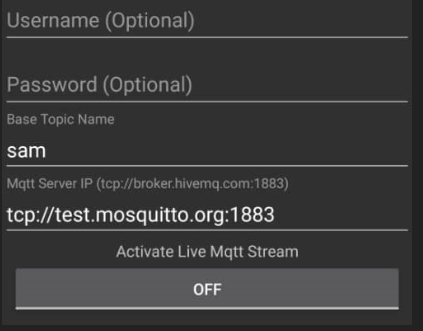 Username (Optional)
Password (Optional)
Base Topic Name
sam
Mqtt Server IP (tcp://broker.hivemq.com:1883)
tcp://test.mosquitto.org:1883
Activate Live Mqtt Stream
OFF